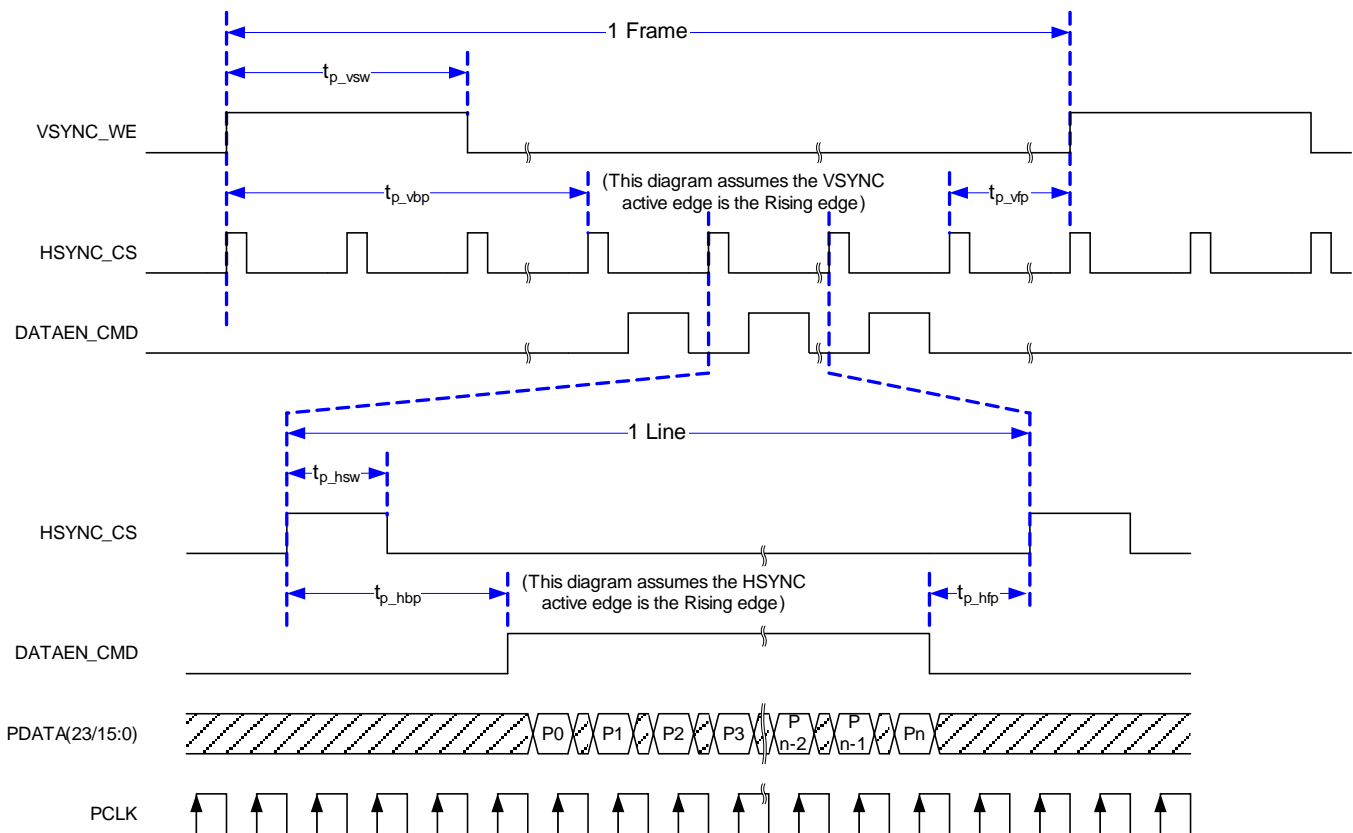 1 Frame
tp_vsw
VSYNC_WE
tp_vbp
(This diagram assumes the VSYNC
active edge is the Rising edge)
tp_vfp
HSYNC_CS
DATAEN_CMD
1 Line
tp_hsw
HSYNC_CS
tp_hbp
(This diagram assumes the HSYNC
active edge is the Rising edge)
tp_hfp
DATAEN_CMD
PDATA(23/15:0)
P0
P1
P2
P3
P
n-2
P
n-1
Pn
PCLK